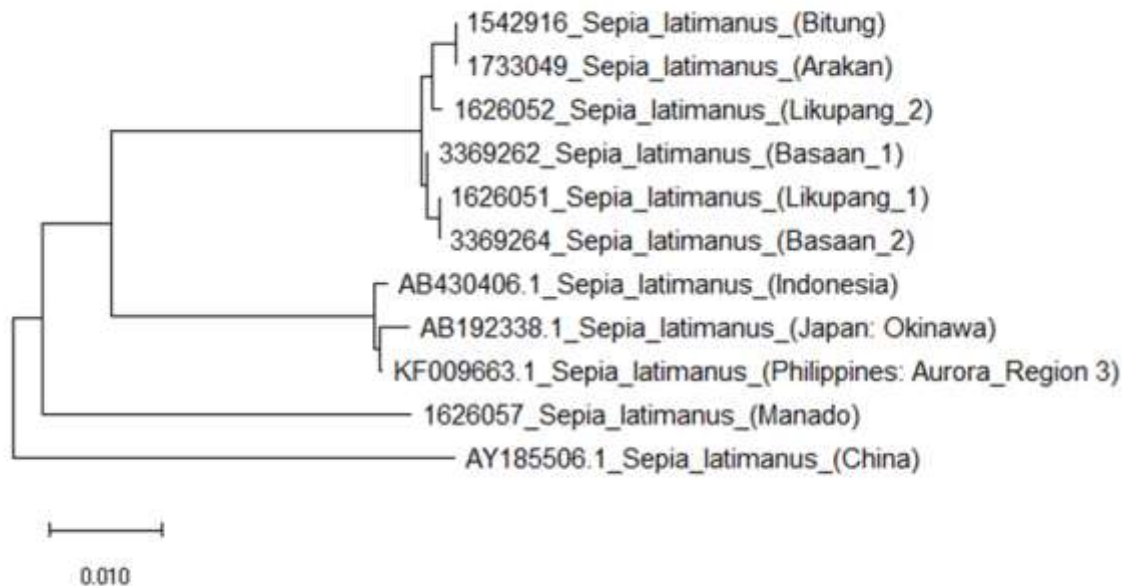 1542916_Sepia_latimanus_(Bitung)
1733049_Sepia_latimanus_(Arakan)
1626052_Sepia_latimanus_(Likupang_2)
3369262_Sepia_latimanus_(Basaan_1)
1626051_Sepia_latimanus_(Likupang_1)
3369264_Sepia_latimanus_(Basaan_2)
AB430406.1_Sepia_latimanus_(Indonesia)
AB192338.1_Sepia_latimanus_(Japan: Okinawa)
KF009663.1_Sepia_latimanus_(Philippines: Aurora_Region 3)
1626057_Sepia_latimanus_(Manado)
AY185506.1_Sepia_latimanus_(China)
0.010